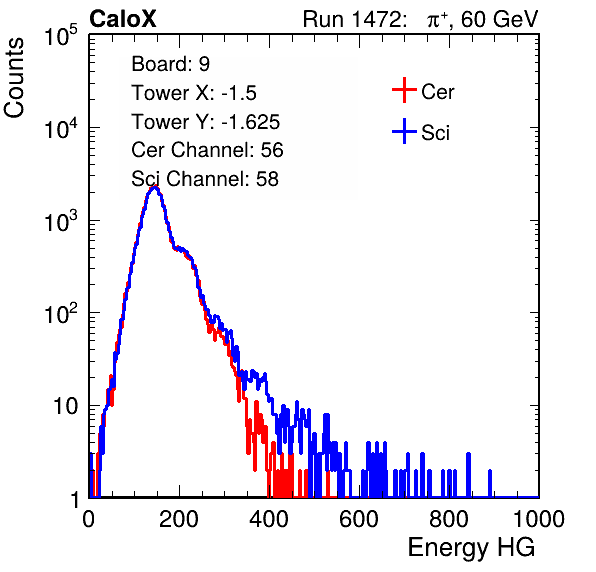 CaloX Run 1472: π⁺, 60 GeV
Counts
Board: 9
Tower X: -1.5
Tower Y: -1.625
Cer Channel: 56
Sci Channel: 58
Cer
Sci
10⁵
10⁴
10³
10²
10
1
0 200 400 600 800 1000
Energy HG